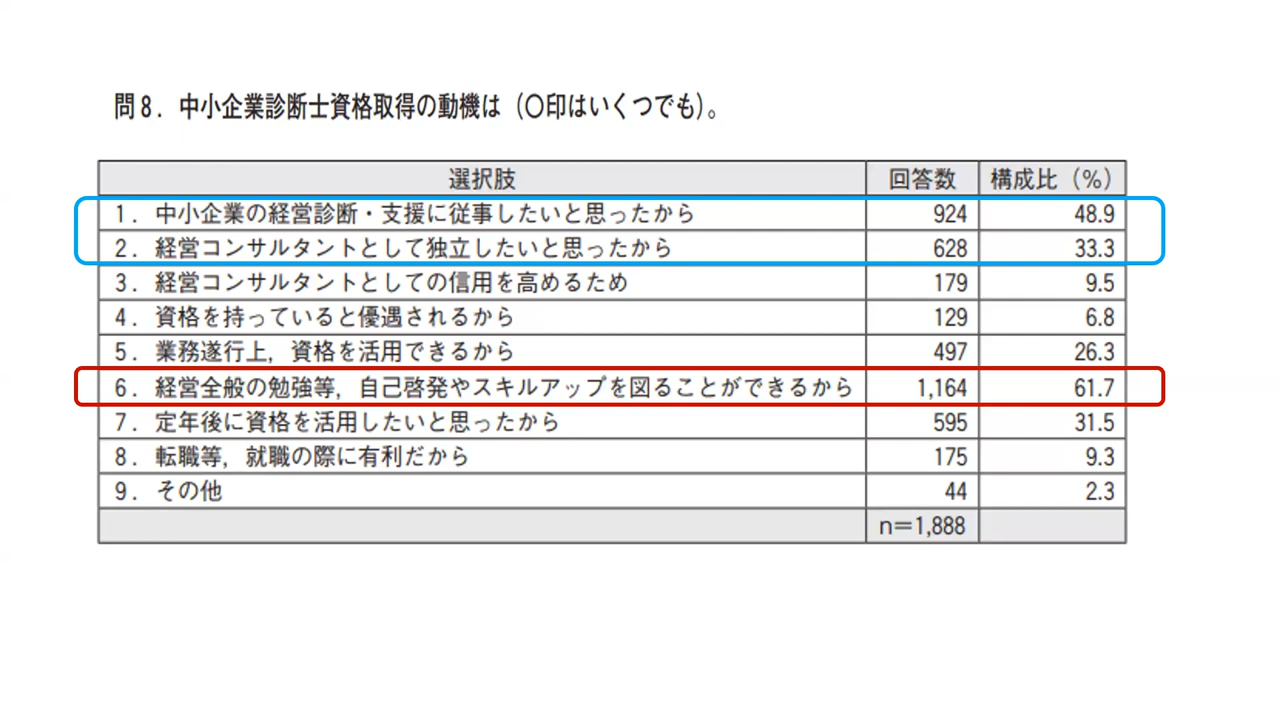 問8．中小企業診断士資格取得の動機は（○印はいくつでも）。
選択肢 回答数 構成比（%）
1．中小企業の経営診断・支援に従事したいと思ったから 924 48.9
2．経営コンサルタントとして独立したいと思ったから 628 33.3
3．経営コンサルタントとしての信用を高めるため 179 9.5
4．資格を持っていると優遇されるから 129 6.8
5．業務遂行上，資格を活用できるから 497 26.3
6．経営全般の勉強等，自己啓発やスキルアップを図ることができるから 1,164 61.7
7．定年後に資格を活用したいと思ったから 595 31.5
8．転職等，就職の際に有利だから 175 9.3
9．その他 44 2.3
n＝1,888